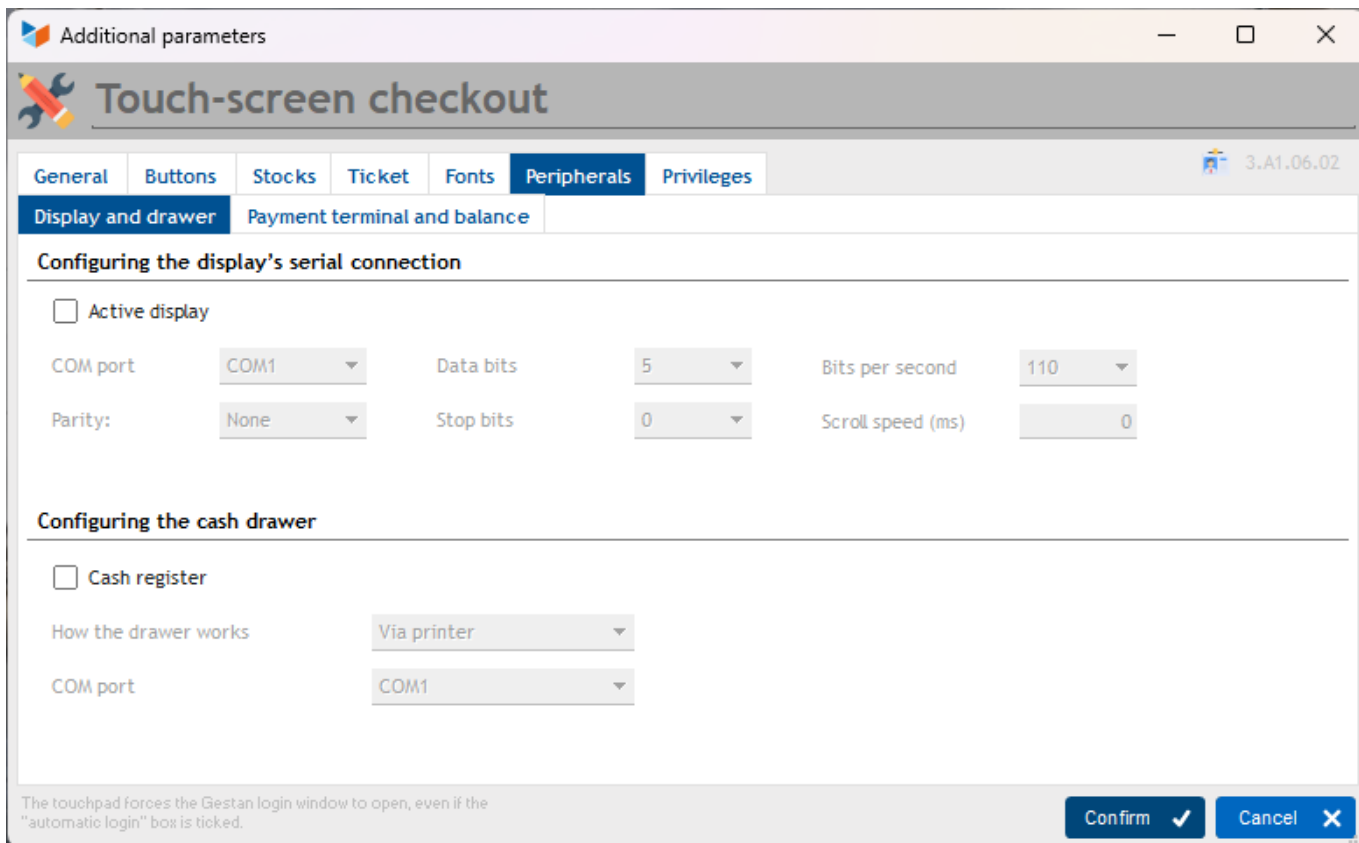 Additional parameters
Touch-screen checkout
General Buttons Stocks Ticket Fonts Peripherals Privileges 3.A1.06.02
Display and drawer Payment terminal and balance
Configuring the display's serial connection
Active display
COM port COM1 Data bits 5 Bits per second 110
Parity: None Stop bits 0 Scroll speed (ms) 0
Configuring the cash drawer
Cash register
How the drawer works Via printer
COM port COM1
The touchpad forces the Gestan login window to open, even if the
"automatic login" box is ticked.
Confirm Cancel